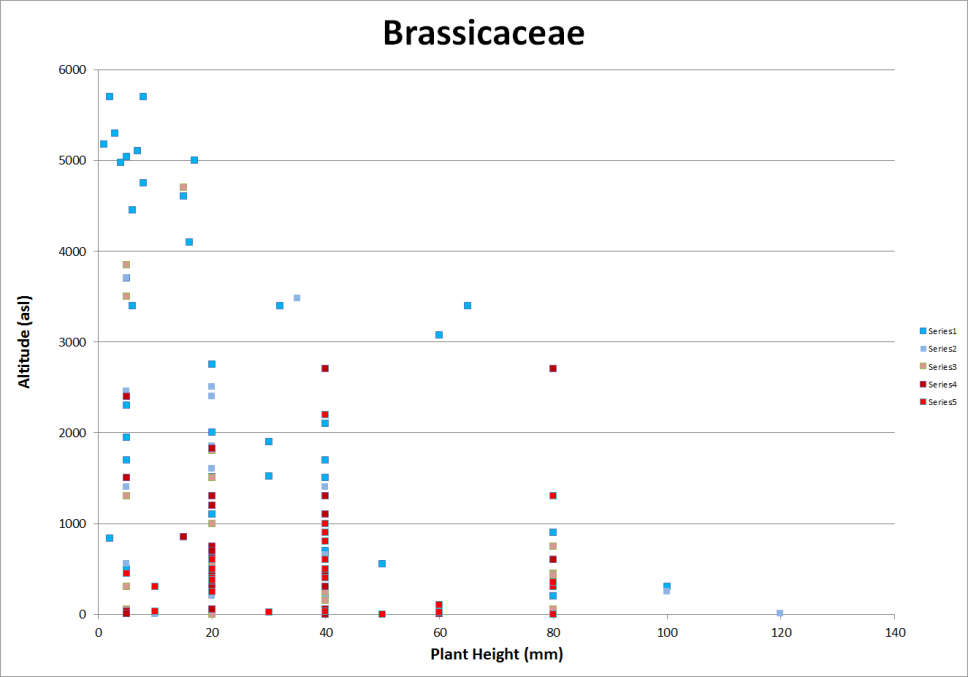 Brassicaceae
6000
5000
4000
3000
2000
1000
0
Altitude (asl)
0 20 40 60 80 100 120 140
Plant Height (mm)
Series1
Series2
Series3
Series4
Series5